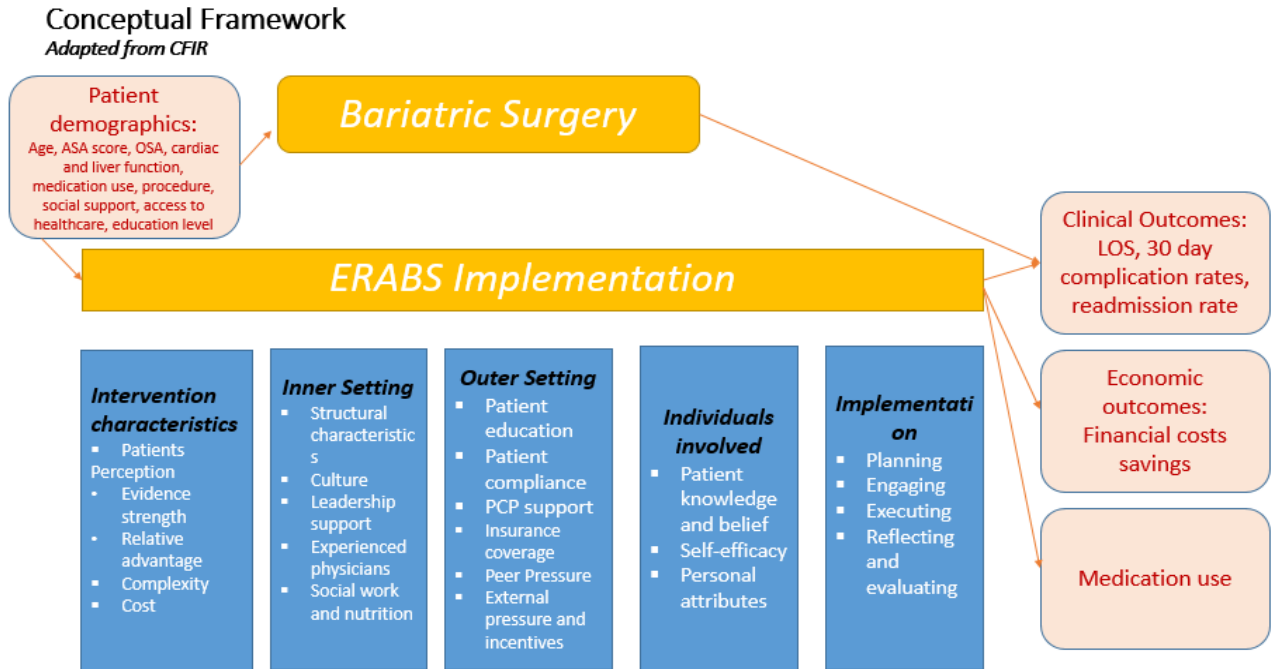 Conceptual Framework
Adapted from CFIR
Patient
demographics:
Age, ASA score, OSA, cardiac
and liver function,
medication use, procedure,
social support, access to
healthcare, education level
Bariatric Surgery
ERABS Implementation
Clinical Outcomes:
LOS, 30 day
complication rates,
readmission rate
Economic
outcomes:
Financial costs
savings
Medication use
Intervention
characteristics
▪ Patients
Perception
• Evidence
strength
• Relative
advantage
▪ Complexity
▪ Cost
Inner Setting
▪ Structural
characteristic
s
▪ Culture
▪ Leadership
support
▪ Experienced
physicians
▪ Social work
and nutrition
Outer Setting
▪ Patient
education
▪ Patient
compliance
▪ PCP support
▪ Insurance
coverage
▪ Peer Pressure
▪ External
pressure and
incentives
Individuals
involved
▪ Patient
knowledge
and belief
▪ Self-efficacy
▪ Personal
attributes
Implementati
on
▪ Planning
▪ Engaging
▪ Executing
▪ Reflecting
and
evaluating